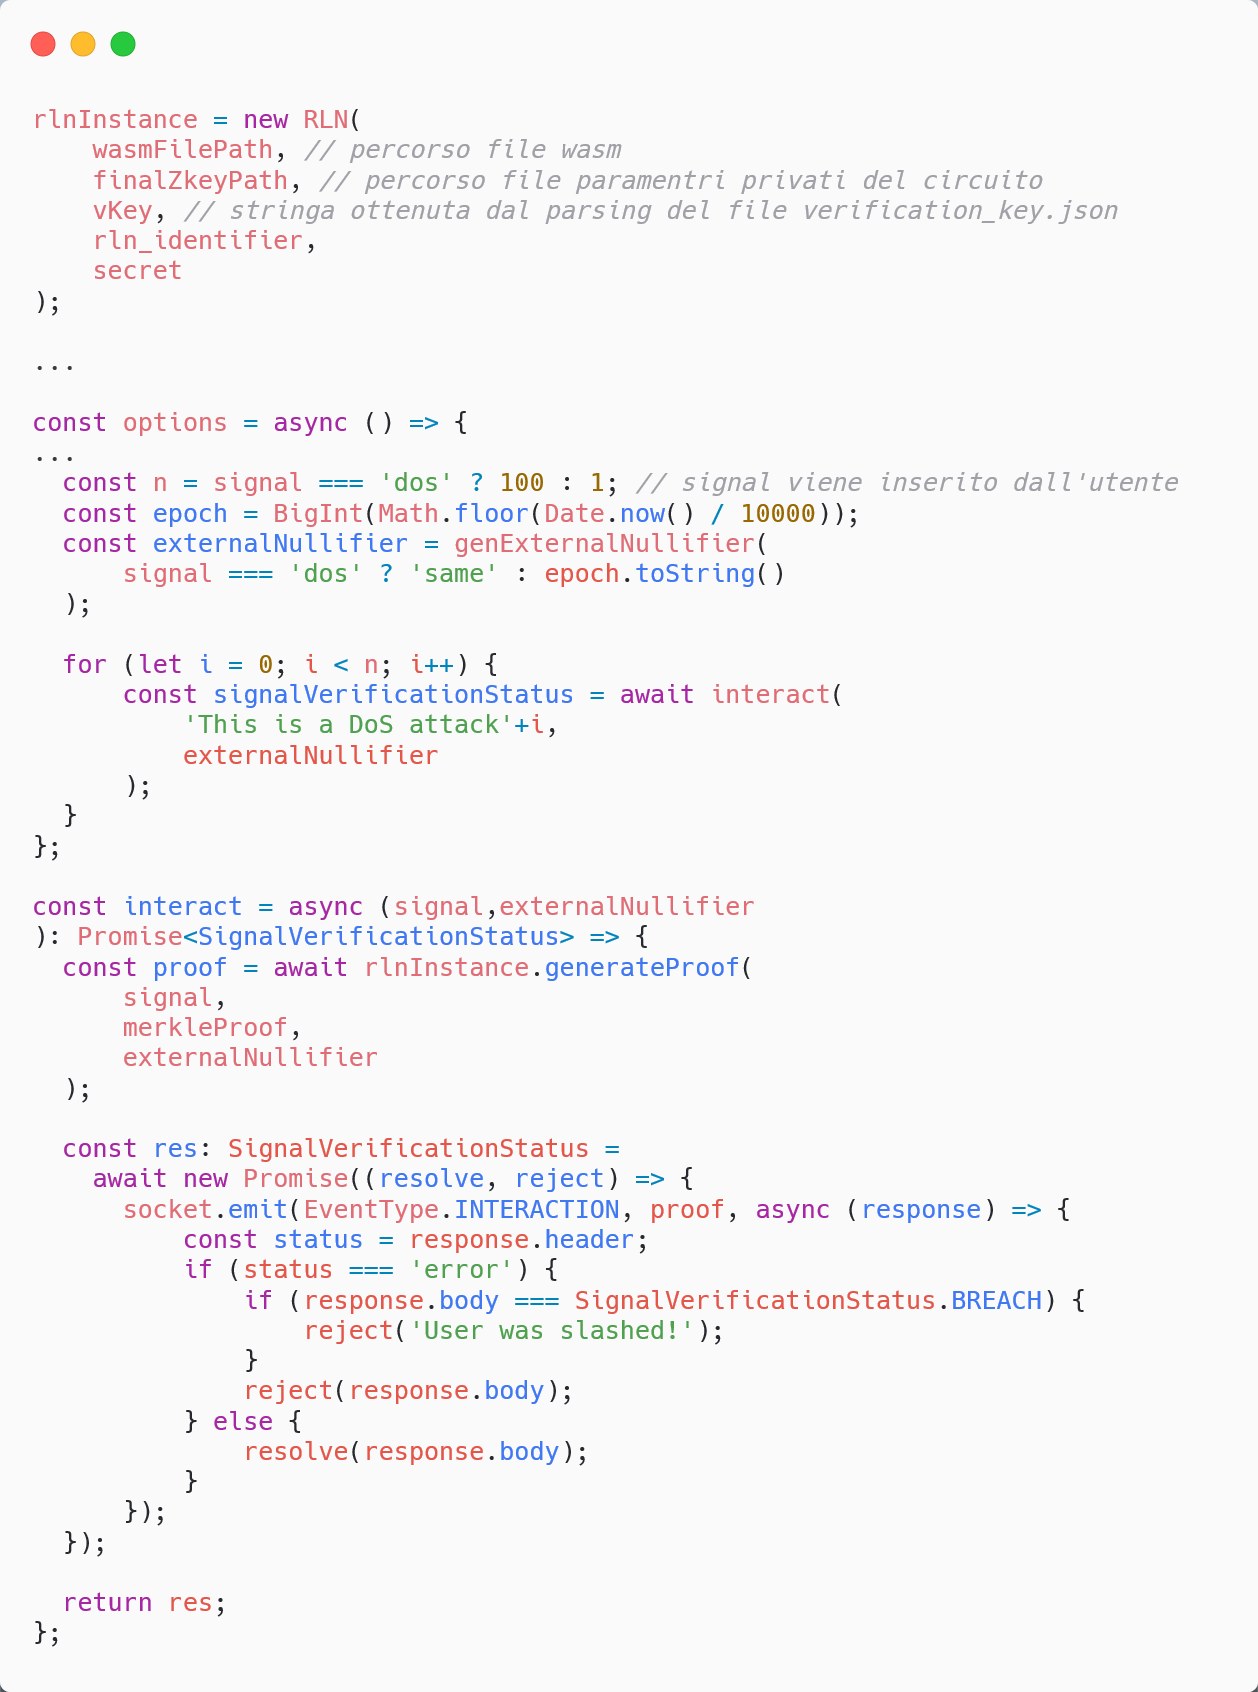 rlnInstance = new RLN(
    wasmFilePath, // percorso file wasm
    finalZkeyPath, // percorso file paramentri privati del circuito
    vKey, // stringa ottenuta dal parsing del file verification_key.json
    rln_identifier,
    secret
);
...
const options = async () => {
...
  const n = signal === 'dos' ? 100 : 1; // signal viene inserito dall'utente
  const epoch = BigInt(Math.floor(Date.now() / 10000));
  const externalNullifier = genExternalNullifier(
      signal === 'dos' ? 'same' : epoch.toString()
  );
  for (let i = 0; i < n; i++) {
      const signalVerificationStatus = await interact(
          'This is a DoS attack'+i,
          externalNullifier
      );
  }
};
const interact = async (signal,externalNullifier
): Promise<SignalVerificationStatus> => {
  const proof = await rlnInstance.generateProof(
      signal,
      merkleProof,
      externalNullifier
  );
  const res: SignalVerificationStatus =
    await new Promise((resolve, reject) => {
      socket.emit(EventType.INTERACTION, proof, async (response) => {
          const status = response.header;
          if (status === 'error') {
              if (response.body === SignalVerificationStatus.BREACH) {
                  reject('User was slashed!');
              }
              reject(response.body);
          } else {
              resolve(response.body);
          }
      });
  });
  return res;
};